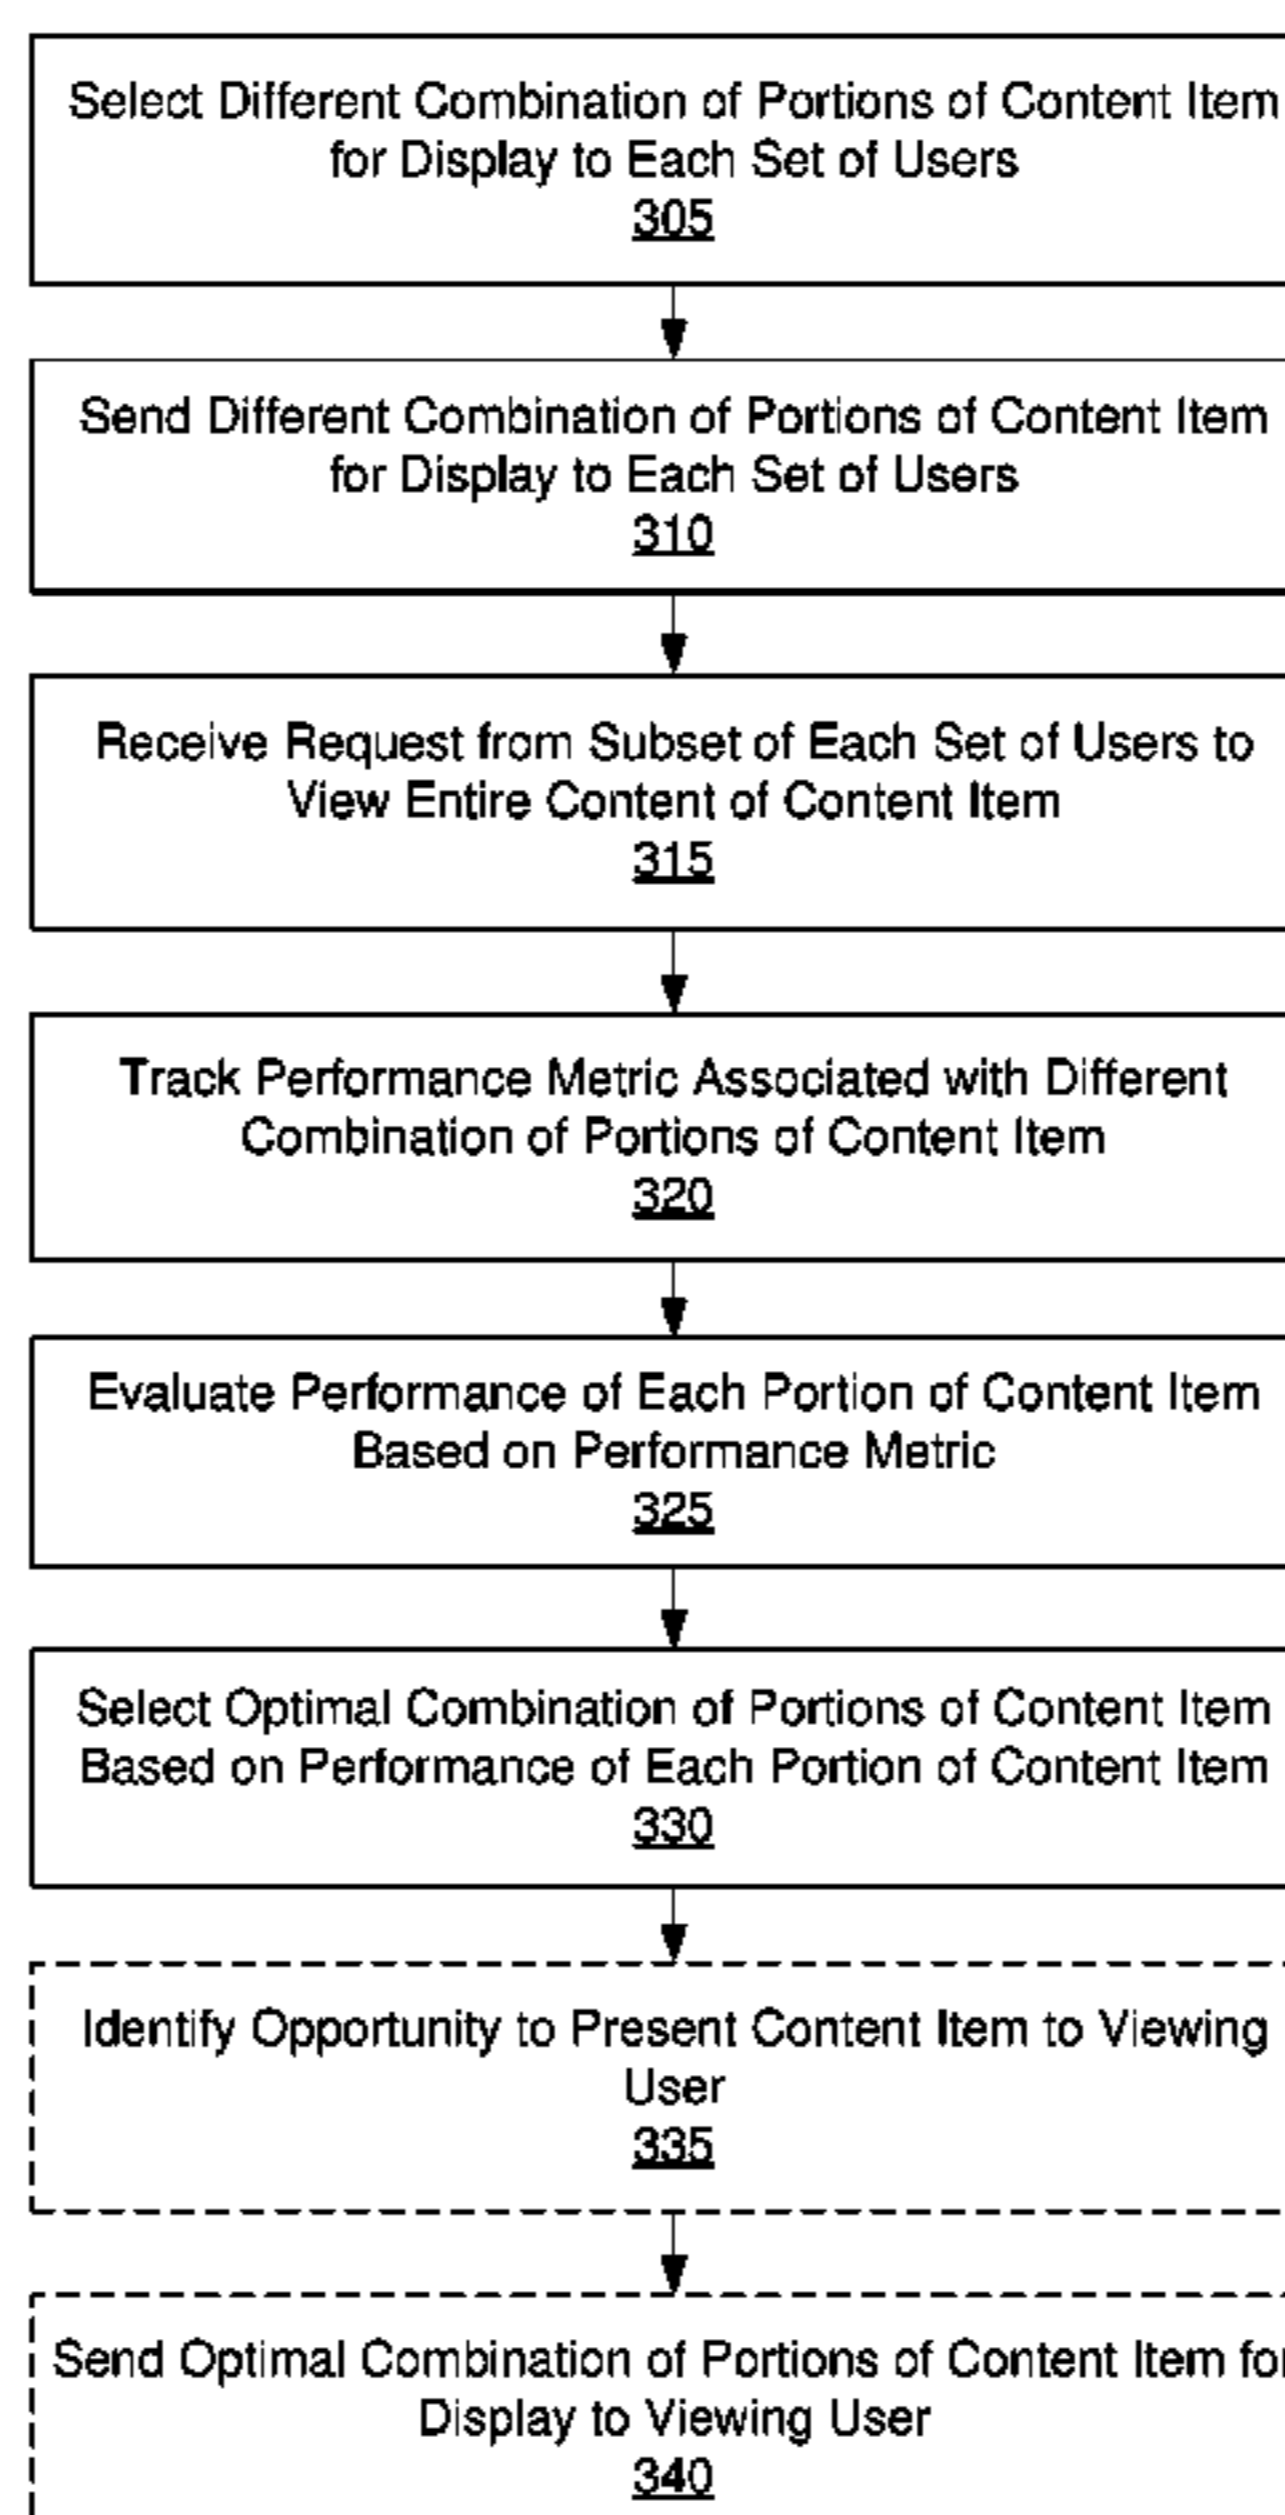 Select Different Combination of Portions of Content Item
for Display to Each Set of Users
305
Send Different Combination of Portions of Content Item
for Display to Each Set of Users
310
Receive Request from Subset of Each Set of Users to
View Entire Content of Content Item
315
Track Performance Metric Associated with Different
Combination of Portions of Content Item
320
Evaluate Performance of Each Portion of Content Item
Based on Performance Metric
325
Select Optimal Combination of Portions of Content Item
Based on Performance of Each Portion of Content Item
330
Identify Opportunity to Present Content Item to Viewing
User
335
Send Optimal Combination of Portions of Content Item for
Display to Viewing User
340